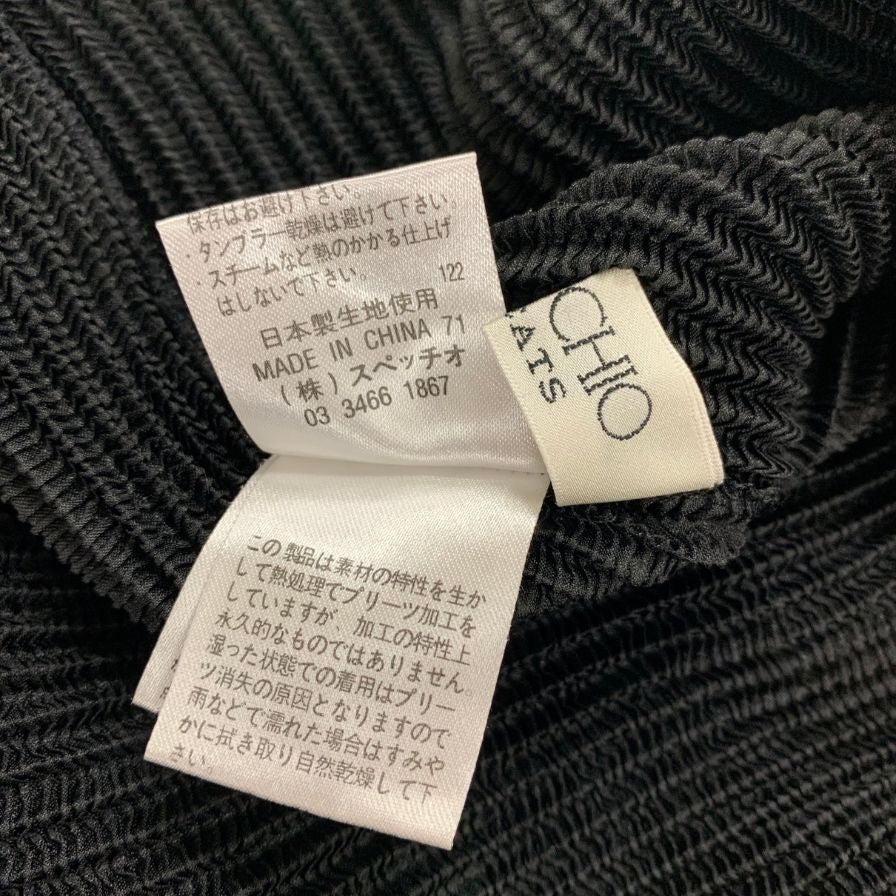 保存はお避け下さい。
・タンブラー乾燥は避けて下さい。
・スチームなど熱のかかる仕上げ
はしないで下さい。 122
日本製生地使用
MADE IN CHINA 71
(株)スペッチオ
03 3466 1867
CCHIO
EATS
この製品は素材の特性を生か
して熱処理でプリーツ加工を
していますが、加工の特性上
永久的なものではありません。
湿った状態での着用はプリー
ツ消失の原因となりますので
雨などで濡れた場合はすみや
かに拭き取り自然乾燥して下
さい。